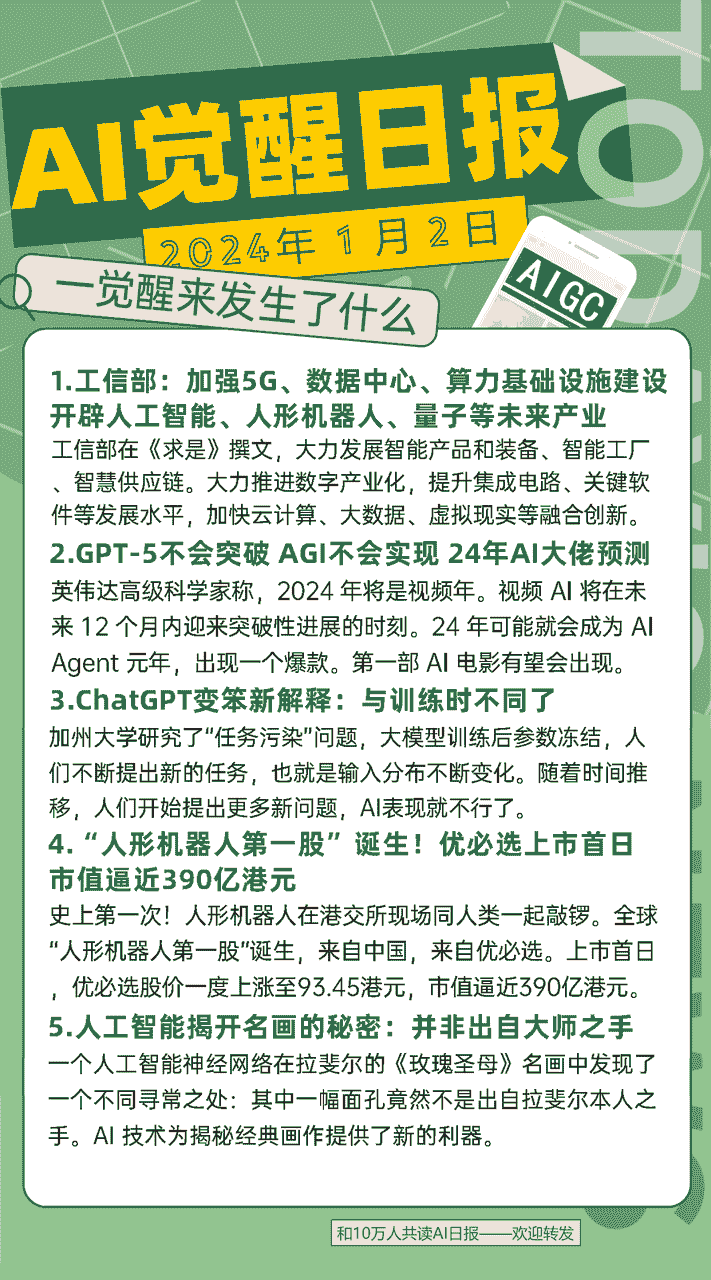 AI觉醒日报
2024年1月2日
一觉醒来发生了什么
AIGC
1.工信部：加强5G、数据中心、算力基础设施建设
开辟人工智能、人形机器人、量子等未来产业
工信部在《求是》撰文，大力发展智能产品和装备、智能工厂
、智慧供应链。大力推进数字产业化，提升集成电路、关键软
件等发展水平，加快云计算、大数据、虚拟现实等融合创新。
2.GPT-5不会突破 AGI不会实现 24年AI大佬预测
英伟达高级科学家称，2024 年将是视频年。视频 AI 将在未
来 12 个月内迎来突破性进展的时刻。24 年可能就会成为 AI
Agent 元年，出现一个爆款。第一部 AI 电影有望会出现。
3.ChatGPT变笨新解释：与训练时不同了
加州大学研究了“任务污染”问题，大模型训练后参数冻结，人
们不断提出新的任务，也就是输入分布不断变化。随着时间推
移，人们开始提出更多新问题，AI表现就不行了。
4.“人形机器人第一股”诞生！优必选上市首日
市值逼近390亿港元
史上第一次！人形机器人在港交所现场同人类一起敲锣。全球
“人形机器人第一股”诞生，来自中国，来自优必选。上市首日
，优必选股价一度上涨至93.45港元，市值逼近390亿港元。
5.人工智能揭开名画的秘密：并非出自大师之手
一个人工智能神经网络在拉斐尔的《玫瑰圣母》名画中发现了
一个不同寻常之处：其中一幅面孔竟然不是出自拉斐尔本人之
手。AI 技术为揭秘经典画作提供了新的利器。
和10万人共读AI日报——欢迎转发